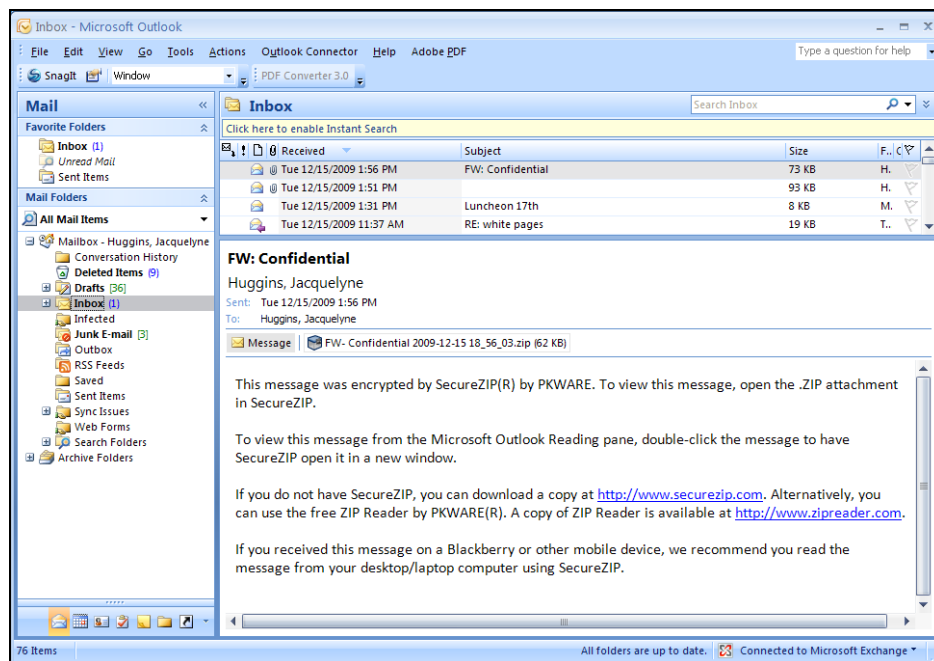 Inbox - Microsoft Outlook
File Edit View Go Tools Actions Outlook Connector Help Adobe PDF Type a question for help
SnagIt Window PDF Converter 3.0
Mail «
Favorite Folders
Inbox (1)
Unread Mail
Sent Items
Mail Folders
All Mail Items
Mailbox - Huggins, Jacquelyne
Conversation History
Deleted Items (9)
Drafts [36]
Inbox (1)
Infected
Junk E-mail [3]
Outbox
RSS Feeds
Saved
Sent Items
Sync Issues
Web Forms
Search Folders
Archive Folders
Inbox Search Inbox
Click here to enable Instant Search
Received Subject Size F.. C
Tue 12/15/2009 1:56 PM FW: Confidential 73 KB H.
Tue 12/15/2009 1:51 PM 93 KB H.
Tue 12/15/2009 1:31 PM Luncheon 17th 8 KB M.
Tue 12/15/2009 11:37 AM RE: white pages 19 KB T..
FW: Confidential
Huggins, Jacquelyne
Sent: Tue 12/15/2009 1:56 PM
To: Huggins, Jacquelyne
Message FW- Confidential 2009-12-15 18_56_03.zip (62 KB)
This message was encrypted by SecureZIP(R) by PKWARE. To view this message, open the .ZIP attachment
in SecureZIP.
To view this message from the Microsoft Outlook Reading pane, double-click the message to have
SecureZIP open it in a new window.
If you do not have SecureZIP, you can download a copy at http://www.securezip.com. Alternatively, you
can use the free ZIP Reader by PKWARE(R). A copy of ZIP Reader is available at http://www.zipreader.com.
If you received this message on a Blackberry or other mobile device, we recommend you read the
message from your desktop/laptop computer using SecureZIP.
76 Items All folders are up to date. Connected to Microsoft Exchange